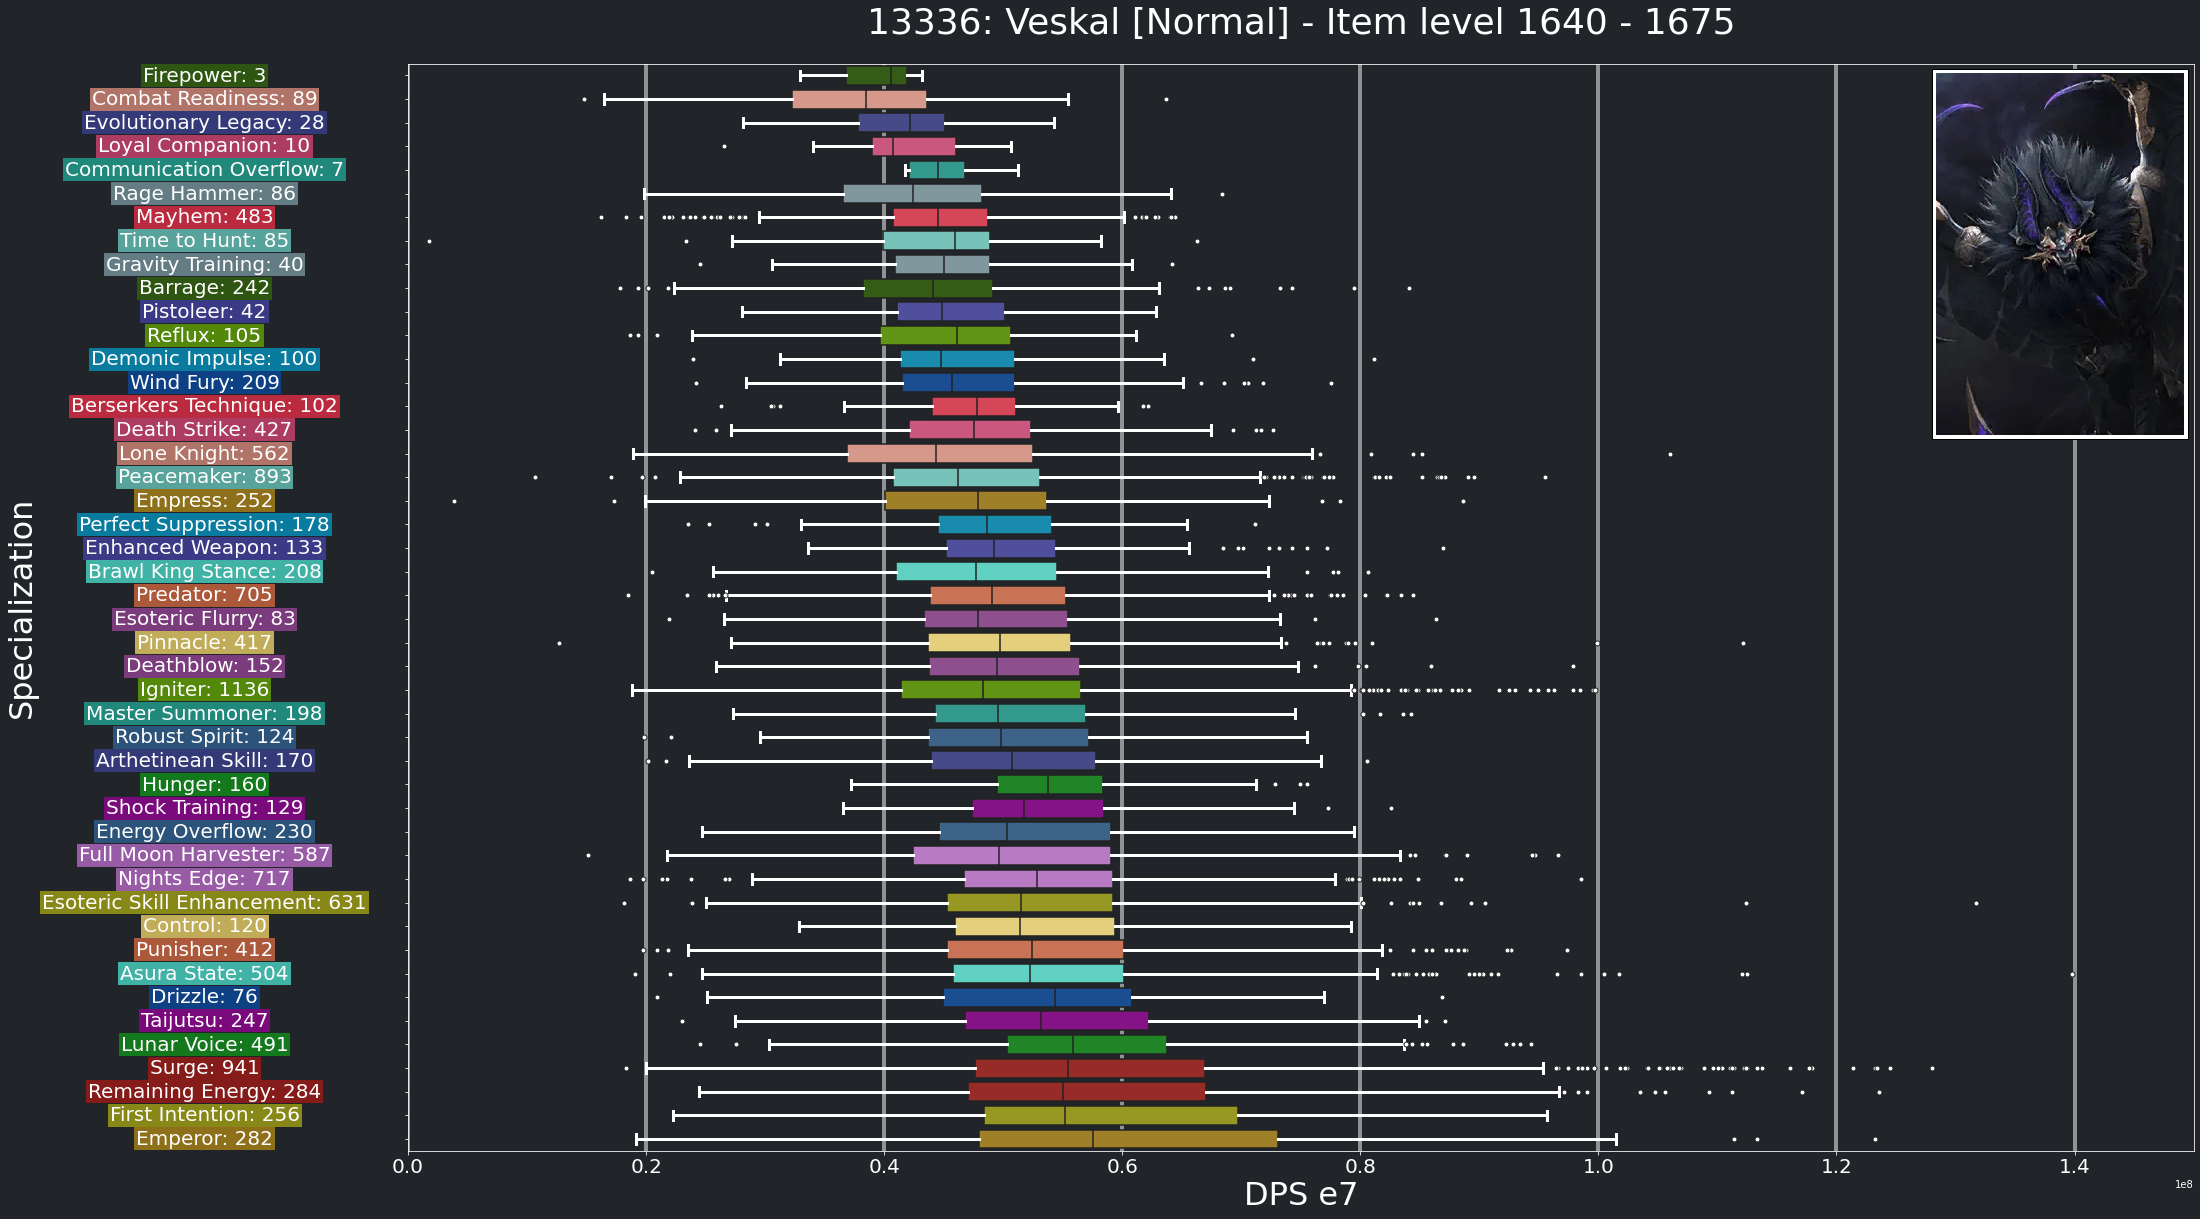 13336: Veskal [Normal] - Item level 1640 - 1675
Specialization
Firepower: 3
Combat Readiness: 89
Evolutionary Legacy: 28
Loyal Companion: 10
Communication Overflow: 7
Rage Hammer: 86
Mayhem: 483
Time to Hunt: 85
Gravity Training: 40
Barrage: 242
Pistoleer: 42
Reflux: 105
Demonic Impulse: 100
Wind Fury: 209
Berserkers Technique: 102
Death Strike: 427
Lone Knight: 562
Peacemaker: 893
Empress: 252
Perfect Suppression: 178
Enhanced Weapon: 133
Brawl King Stance: 208
Predator: 705
Esoteric Flurry: 83
Pinnacle: 417
Deathblow: 152
Igniter: 1136
Master Summoner: 198
Robust Spirit: 124
Arthetinean Skill: 170
Hunger: 160
Shock Training: 129
Energy Overflow: 230
Full Moon Harvester: 587
Nights Edge: 717
Esoteric Skill Enhancement: 631
Control: 120
Punisher: 412
Asura State: 504
Drizzle: 76
Taijutsu: 247
Lunar Voice: 491
Surge: 941
Remaining Energy: 284
First Intention: 256
Emperor: 282
0.0 0.2 0.4 0.6 0.8 1.0 1.2 1.4
DPS e7
1e8